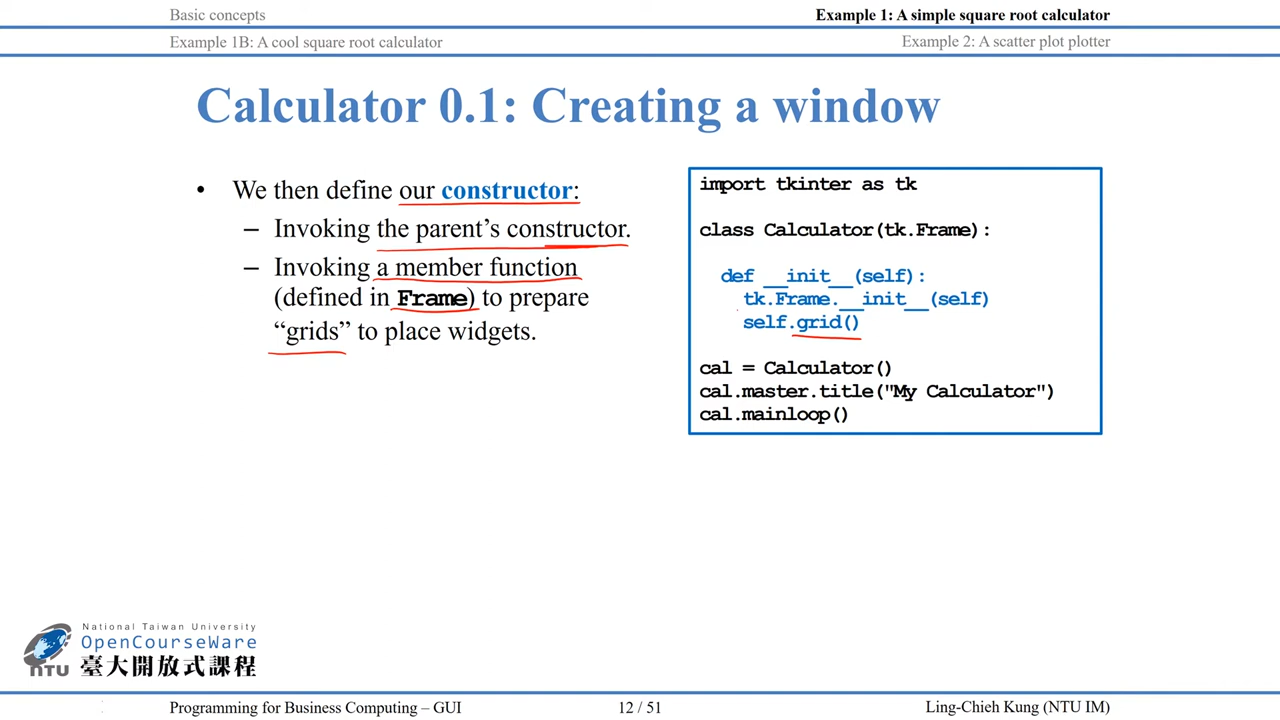 Basic concepts
Example 1: A simple square root calculator
Example 1B: A cool square root calculator
Example 2: A scatter plot plotter
Calculator 0.1: Creating a window
• We then define our constructor:
– Invoking the parent’s constructor.
– Invoking a member function
(defined in Frame) to prepare
“grids” to place widgets.
import tkinter as tk
class Calculator(tk.Frame):
def __init__(self):
tk.Frame.__init__(self)
self.grid()
cal = Calculator()
cal.master.title("My Calculator")
cal.mainloop()
National Taiwan University
OpenCourseWare
臺大開放式課程
NTU
Programming for Business Computing – GUI
12 / 51
Ling-Chieh Kung (NTU IM)